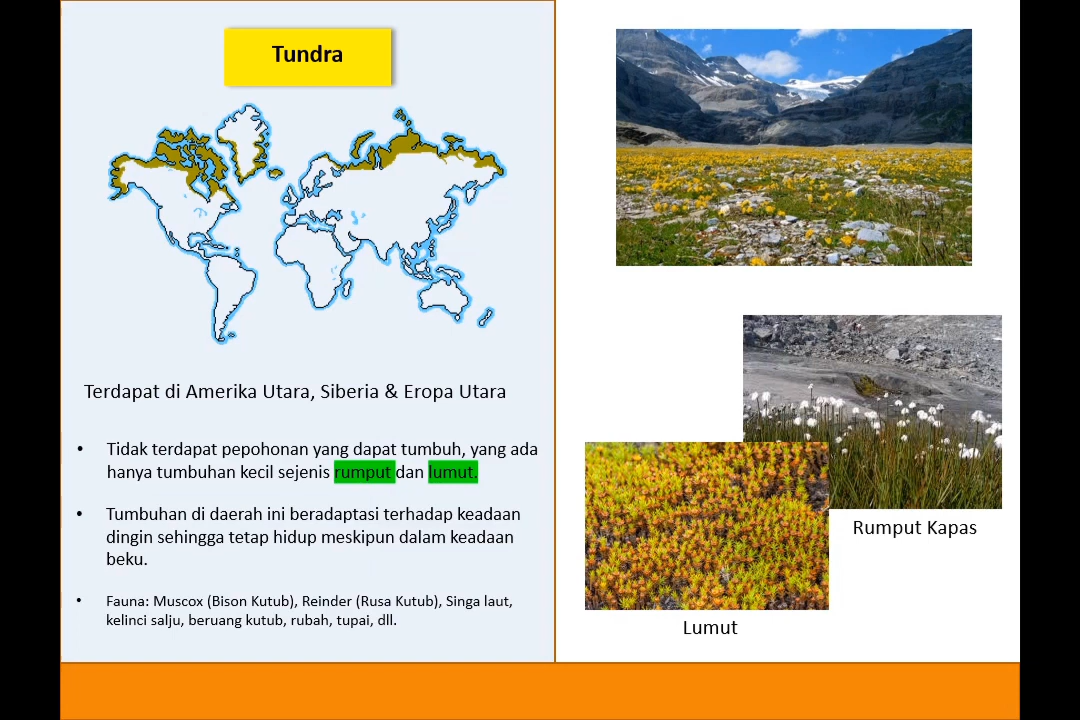 Tundra
Terdapat di Amerika Utara, Siberia & Eropa Utara
• Tidak terdapat pepohonan yang dapat tumbuh, yang ada
hanya tumbuhan kecil sejenis rumput dan lumut.
• Tumbuhan di daerah ini beradaptasi terhadap keadaan
dingin sehingga tetap hidup meskipun dalam keadaan
beku.
• Fauna: Muscox (Bison Kutub), Reinder (Rusa Kutub), Singa laut,
kelinci salju, beruang kutub, rubah, tupai, dll.
Rumput Kapas
Lumut